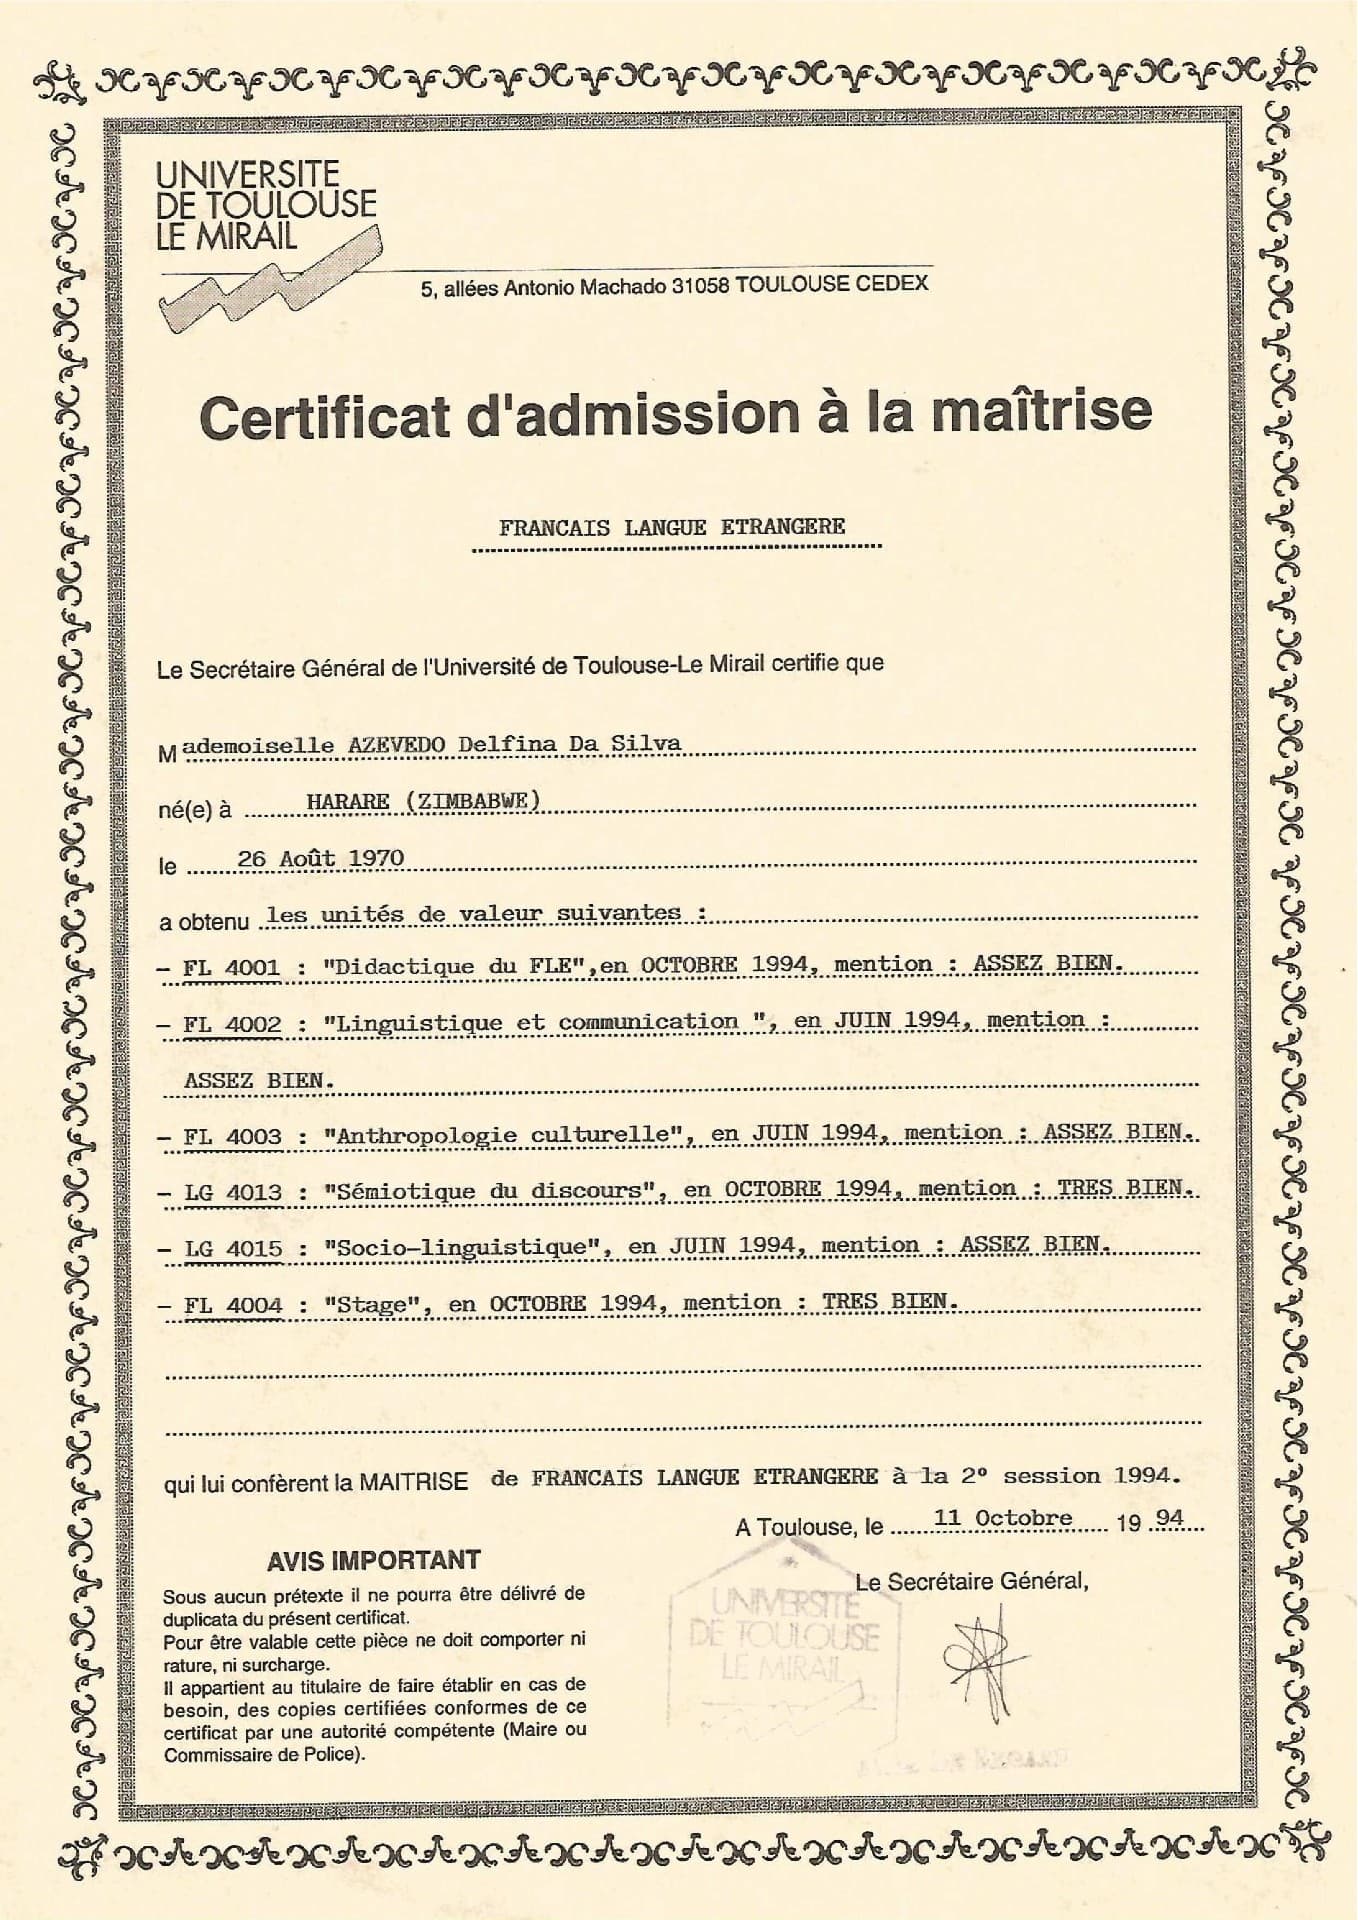 UNIVERSITE
DE TOULOUSE
LE MIRAIL
5, allées Antonio Machado 31058 TOULOUSE CEDEX
Certificat d'admission à la maîtrise
FRANCAIS LANGUE ETRANGERE
Le Secrétaire Général de l'Université de Toulouse-Le Mirail certifie que
Mademoiselle AZEVEDO Delfina Da Silva
né(e) à HARARE (ZIMBABWE)
le 26 Août 1970
a obtenu les unités de valeur suivantes :
- FL 4001 : "Didactique du FLE",en OCTOBRE 1994, mention : ASSEZ BIEN.
- FL 4002 : "Linguistique et communication ", en JUIN 1994, mention :
ASSEZ BIEN.
- FL 4003 : "Anthropologie culturelle", en JUIN 1994, mention : ASSEZ BIEN.
- LG 4013 : "Sémiotique du discours", en OCTOBRE 1994, mention : TRES BIEN.
- LG 4015 : "Socio-linguistique", en JUIN 1994, mention : ASSEZ BIEN.
- FL 4004 : "Stage", en OCTOBRE 1994, mention : TRES BIEN.
qui lui confèrent la MAITRISE de FRANCAIS LANGUE ETRANGERE à la 2° session 1994.
A Toulouse, le 11 Octobre 19 94
AVIS IMPORTANT
Sous aucun prétexte il ne pourra être délivré de
duplicata du présent certificat.
Pour être valable cette pièce ne doit comporter ni
rature, ni surcharge.
Il appartient au titulaire de faire établir en cas de
besoin, des copies certifiées conformes de ce
certificat par une autorité compétente (Maire ou
Commissaire de Police).
Le Secrétaire Général,
UNIVERSITE
DE TOULOUSE
LE MIRAIL